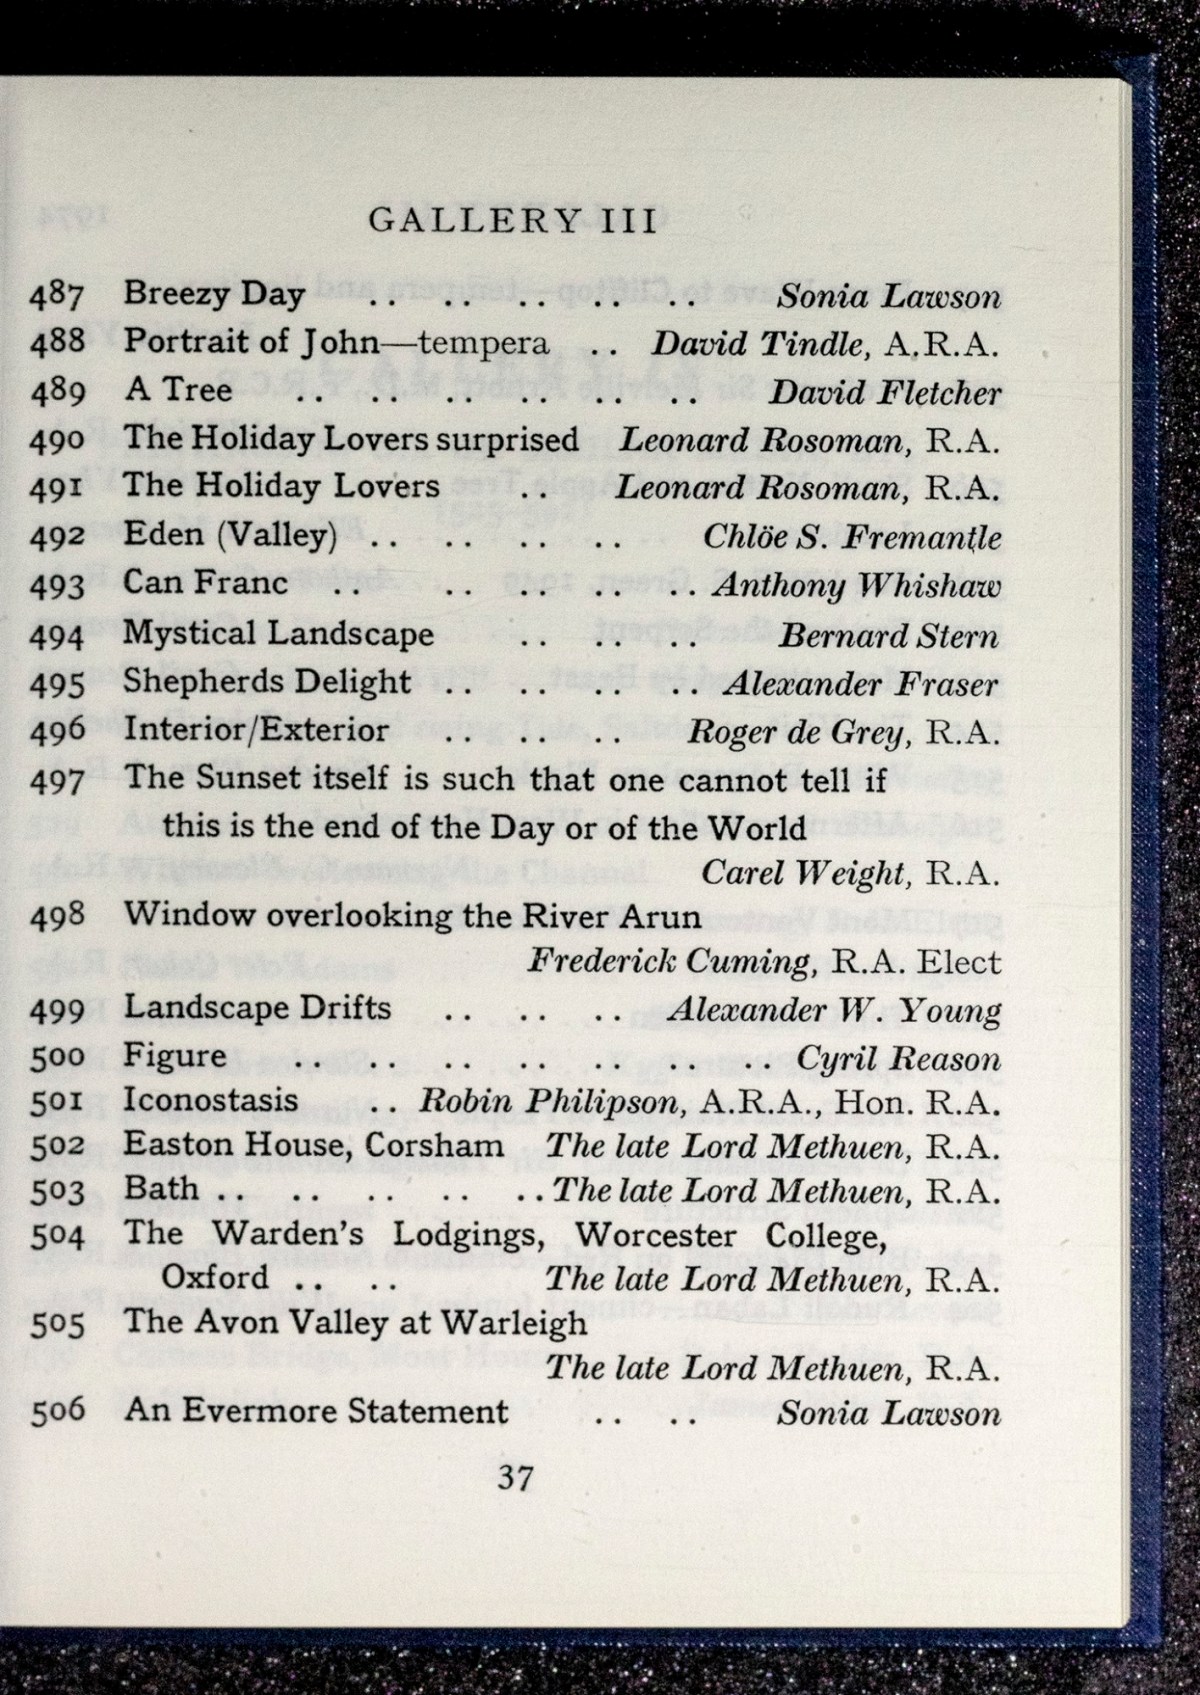 GALLERY III
487 Breezy Day .. .. .. .. .. Sonia Lawson
488 Portrait of John—tempera .. David Tindle, A.R.A.
489 A Tree .. .. .. .. .. .. David Fletcher
490 The Holiday Lovers surprised Leonard Rosoman, R.A.
491 The Holiday Lovers .. Leonard Rosoman, R.A.
492 Eden (Valley) .. .. .. .. Chlöe S. Fremantle
493 Can Franc .. .. .. .. .. Anthony Whishaw
494 Mystical Landscape .. .. .. Bernard Stern
495 Shepherds Delight .. .. .. .. Alexander Fraser
496 Interior/Exterior .. .. .. Roger de Grey, R.A.
497 The Sunset itself is such that one cannot tell if
this is the end of the Day or of the World
Carel Weight, R.A.
498 Window overlooking the River Arun
Frederick Cuming, R.A. Elect
499 Landscape Drifts .. .. .. Alexander W. Young
500 Figure .. .. .. .. .. .. .. Cyril Reason
501 Iconostasis .. Robin Philipson, A.R.A., Hon. R.A.
502 Easton House, Corsham The late Lord Methuen, R.A.
503 Bath .. .. .. .. .. The late Lord Methuen, R.A.
504 The Warden's Lodgings, Worcester College,
Oxford .. .. The late Lord Methuen, R.A.
505 The Avon Valley at Warleigh
The late Lord Methuen, R.A.
506 An Evermore Statement .. .. Sonia Lawson
37